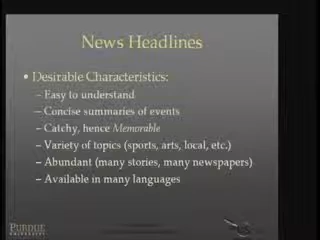 News Headlines
• Desirable Characteristics:
– Easy to understand
– Concise summaries of events
– Catchy, hence Memorable
– Variety of topics (sports, arts, local, etc.)
– Abundant (many stories, many newspapers)
– Available in many languages
PURDUE
UNIVERSITY